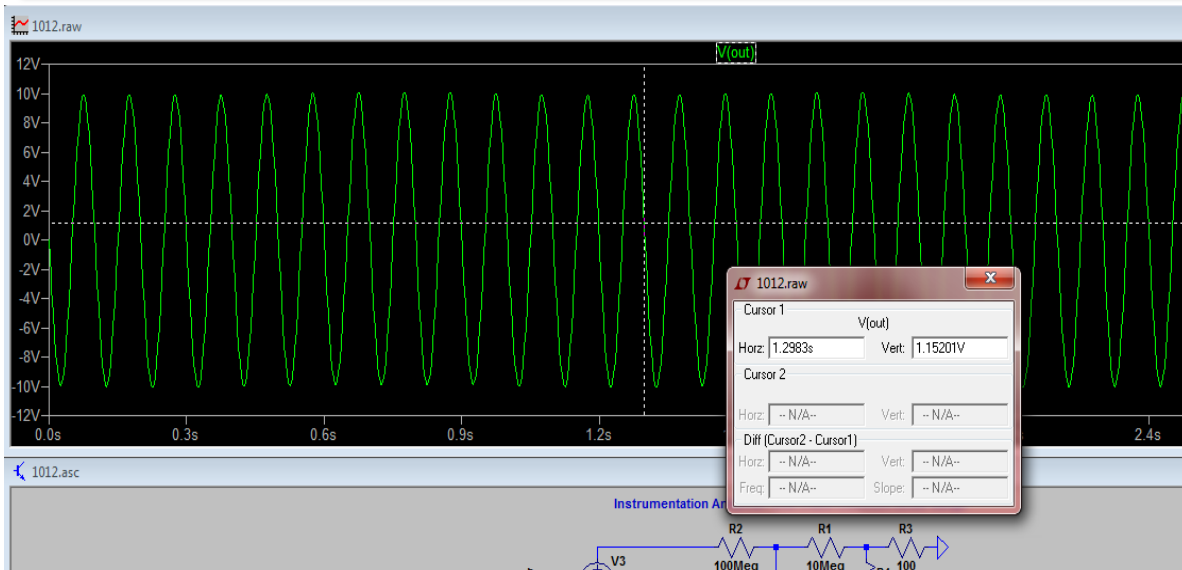 1012.raw
V(out)
12V
10V
8V
6V
4V
2V
0V
-2V
-4V
-6V
-8V
-10V
-12V
0.0s 0.3s 0.6s 0.9s 1.2s 2.4s
1012.raw
X
Cursor 1
V(out)
Horz: 1.2983s Vert: 1.15201V
Cursor 2
Horz: -- N/A-- Vert: -- N/A--
Diff (Cursor2 - Cursor1)
Horz: -- N/A-- Vert: -- N/A--
Freq: -- N/A-- Slope: -- N/A--
1012.asc
Instrumentation
R2 R1 R3
V3
100Meg 10Meg 100